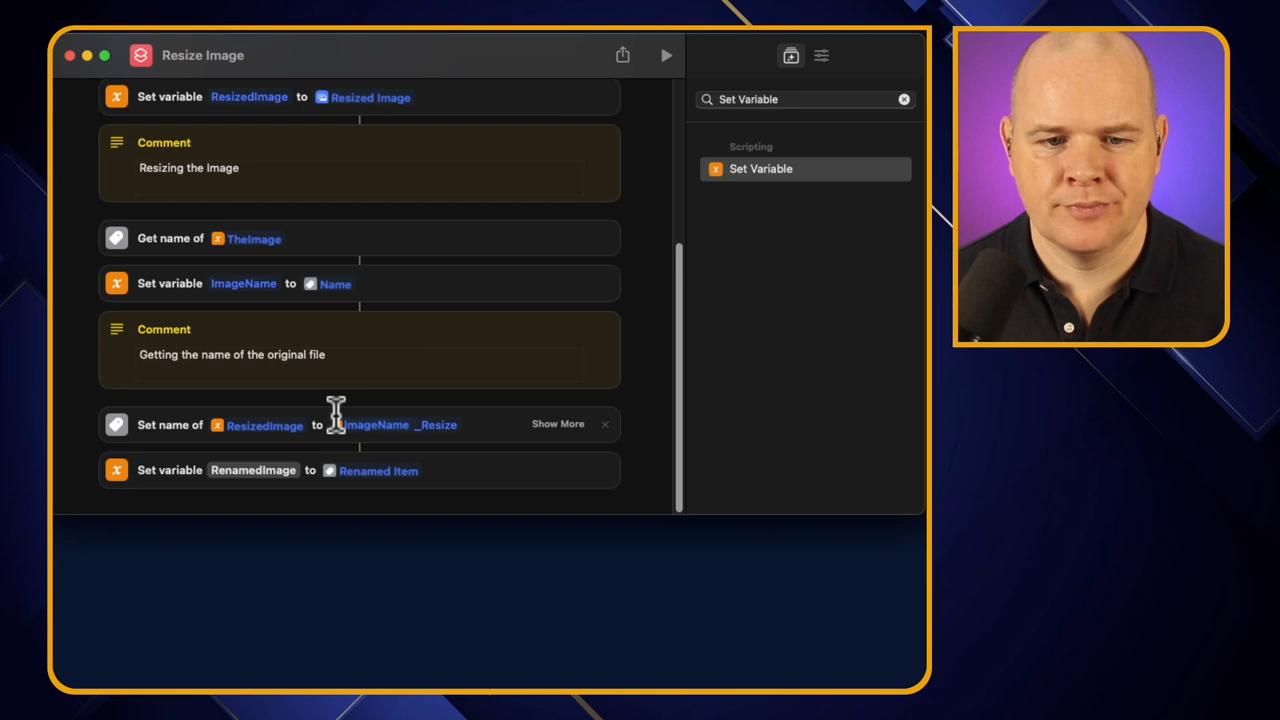 Resize Image
Set Variable
Set variable ResizedImage to Resized Image
Comment
Resizing the Image
Scripting
Set Variable
Get name of TheImage
Set variable ImageName to Name
Comment
Getting the name of the original file
Set name of ResizedImage to ImageName _Resize Show More
Set variable RenamedImage to Renamed Item